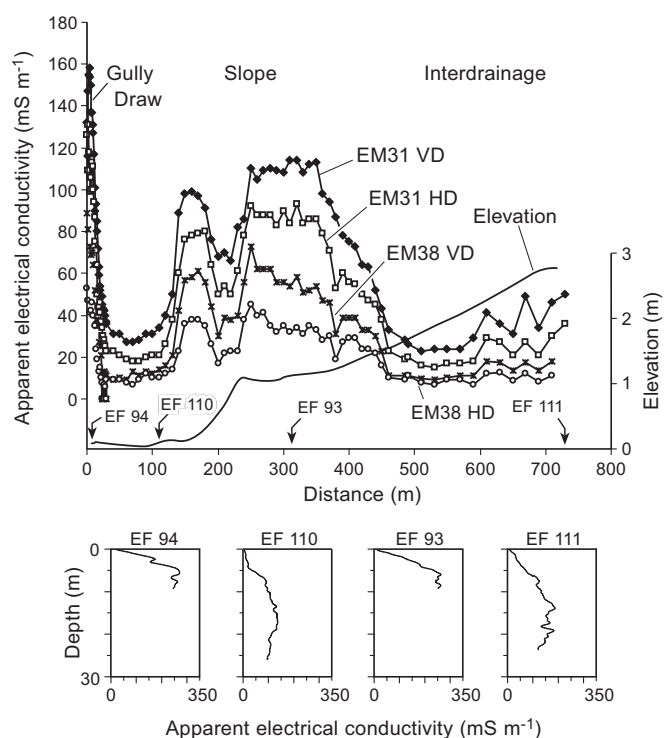 180
160
140
120
100
80
60
40
20
0
Apparent electrical conductivity (mS m⁻¹)
Gully
Draw
Slope
Interdrainage
EM31 VD
EM31 HD
Elevation
EM38 VD
EM38 HD
EF 94
EF 110
EF 93
EF 111
3
2
1
0
Elevation (m)
0 100 200 300 400 500 600 700 800
Distance (m)
EF 94 EF 110 EF 93 EF 111
0
30
Depth (m)
0 350 0 350 0 350 0 350
Apparent electrical conductivity (mS m⁻¹)